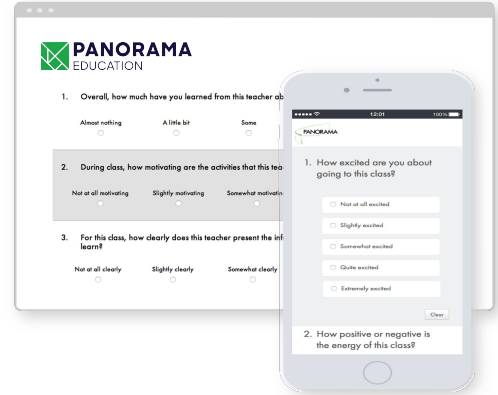 PANORAMA
EDUCATION
1. Overall, how much have you learned from this teacher ab
Almost nothing A little bit Some
2. During class, how motivating are the activities that this tea
Not at all motivating Slightly motivating Somewhat motivatin
3. For this class, how clearly does this teacher present the inf
learn?
Not at all clearly Slightly clearly Somewhat clearly
12:01 100%
PANORAMA
1. How excited are you about
going to this class?
Not at all excited
Slightly excited
Somewhat excited
Quite excited
Extremely excited
Clear
2. How positive or negative is
the energy of this class?